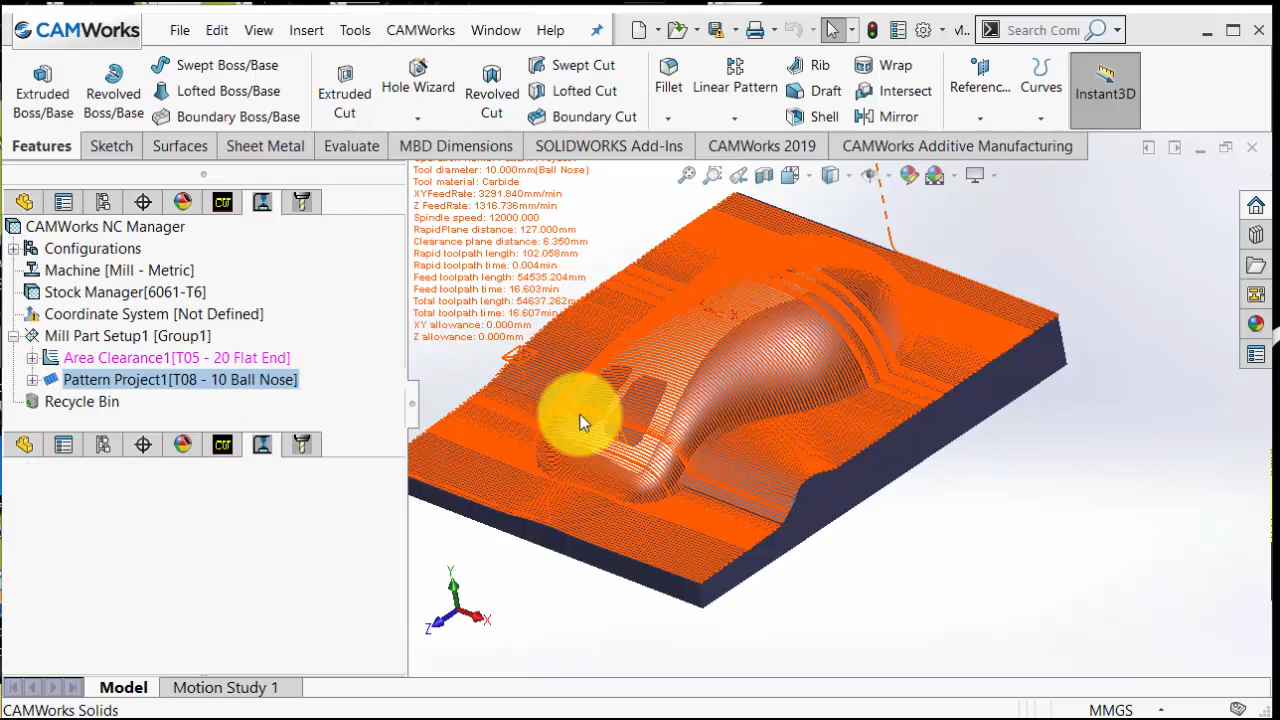 CAMWorks File Edit View Insert Tools CAMWorks Window Help M.. Search Comi
Extruded Boss/Base
Revolved Boss/Base
Swept Boss/Base
Lofted Boss/Base
Boundary Boss/Base
Extruded Cut
Hole Wizard
Revolved Cut
Swept Cut
Lofted Cut
Boundary Cut
Fillet
Linear Pattern
Rib
Draft
Shell
Wrap
Intersect
Mirror
Referenc...
Curves
Instant3D
Features Sketch Surfaces Sheet Metal Evaluate MBD Dimensions SOLIDWORKS Add-Ins CAMWorks 2019 CAMWorks Additive Manufacturing
CAMWorks NC Manager
Configurations
Machine [Mill - Metric]
Stock Manager[6061-T6]
Coordinate System [Not Defined]
Mill Part Setup1 [Group1]
Area Clearance1[T05 - 20 Flat End]
Pattern Project1[T08 - 10 Ball Nose]
Recycle Bin
Tool diameter: 10.000mm(Ball Nose)
Tool material: Carbide
XYFeedRate: 3291.840mm/min
Z FeedRate: 1316.736mm/min
Spindle speed: 12000.000
RapidPlane distance: 127.000mm
Clearance plane distance: 6.350mm
Rapid toolpath length: 102.058mm
Rapid toolpath time: 0.004min
Feed toolpath length: 54535.204mm
Feed toolpath time: 16.603min
Total toolpath length: 54637.262mm
Total toolpath time: 16.607min
XY allowance: 0.000mm
Z allowance: 0.000mm
Y
X
Z
Model Motion Study 1
CAMWorks Solids MMGS